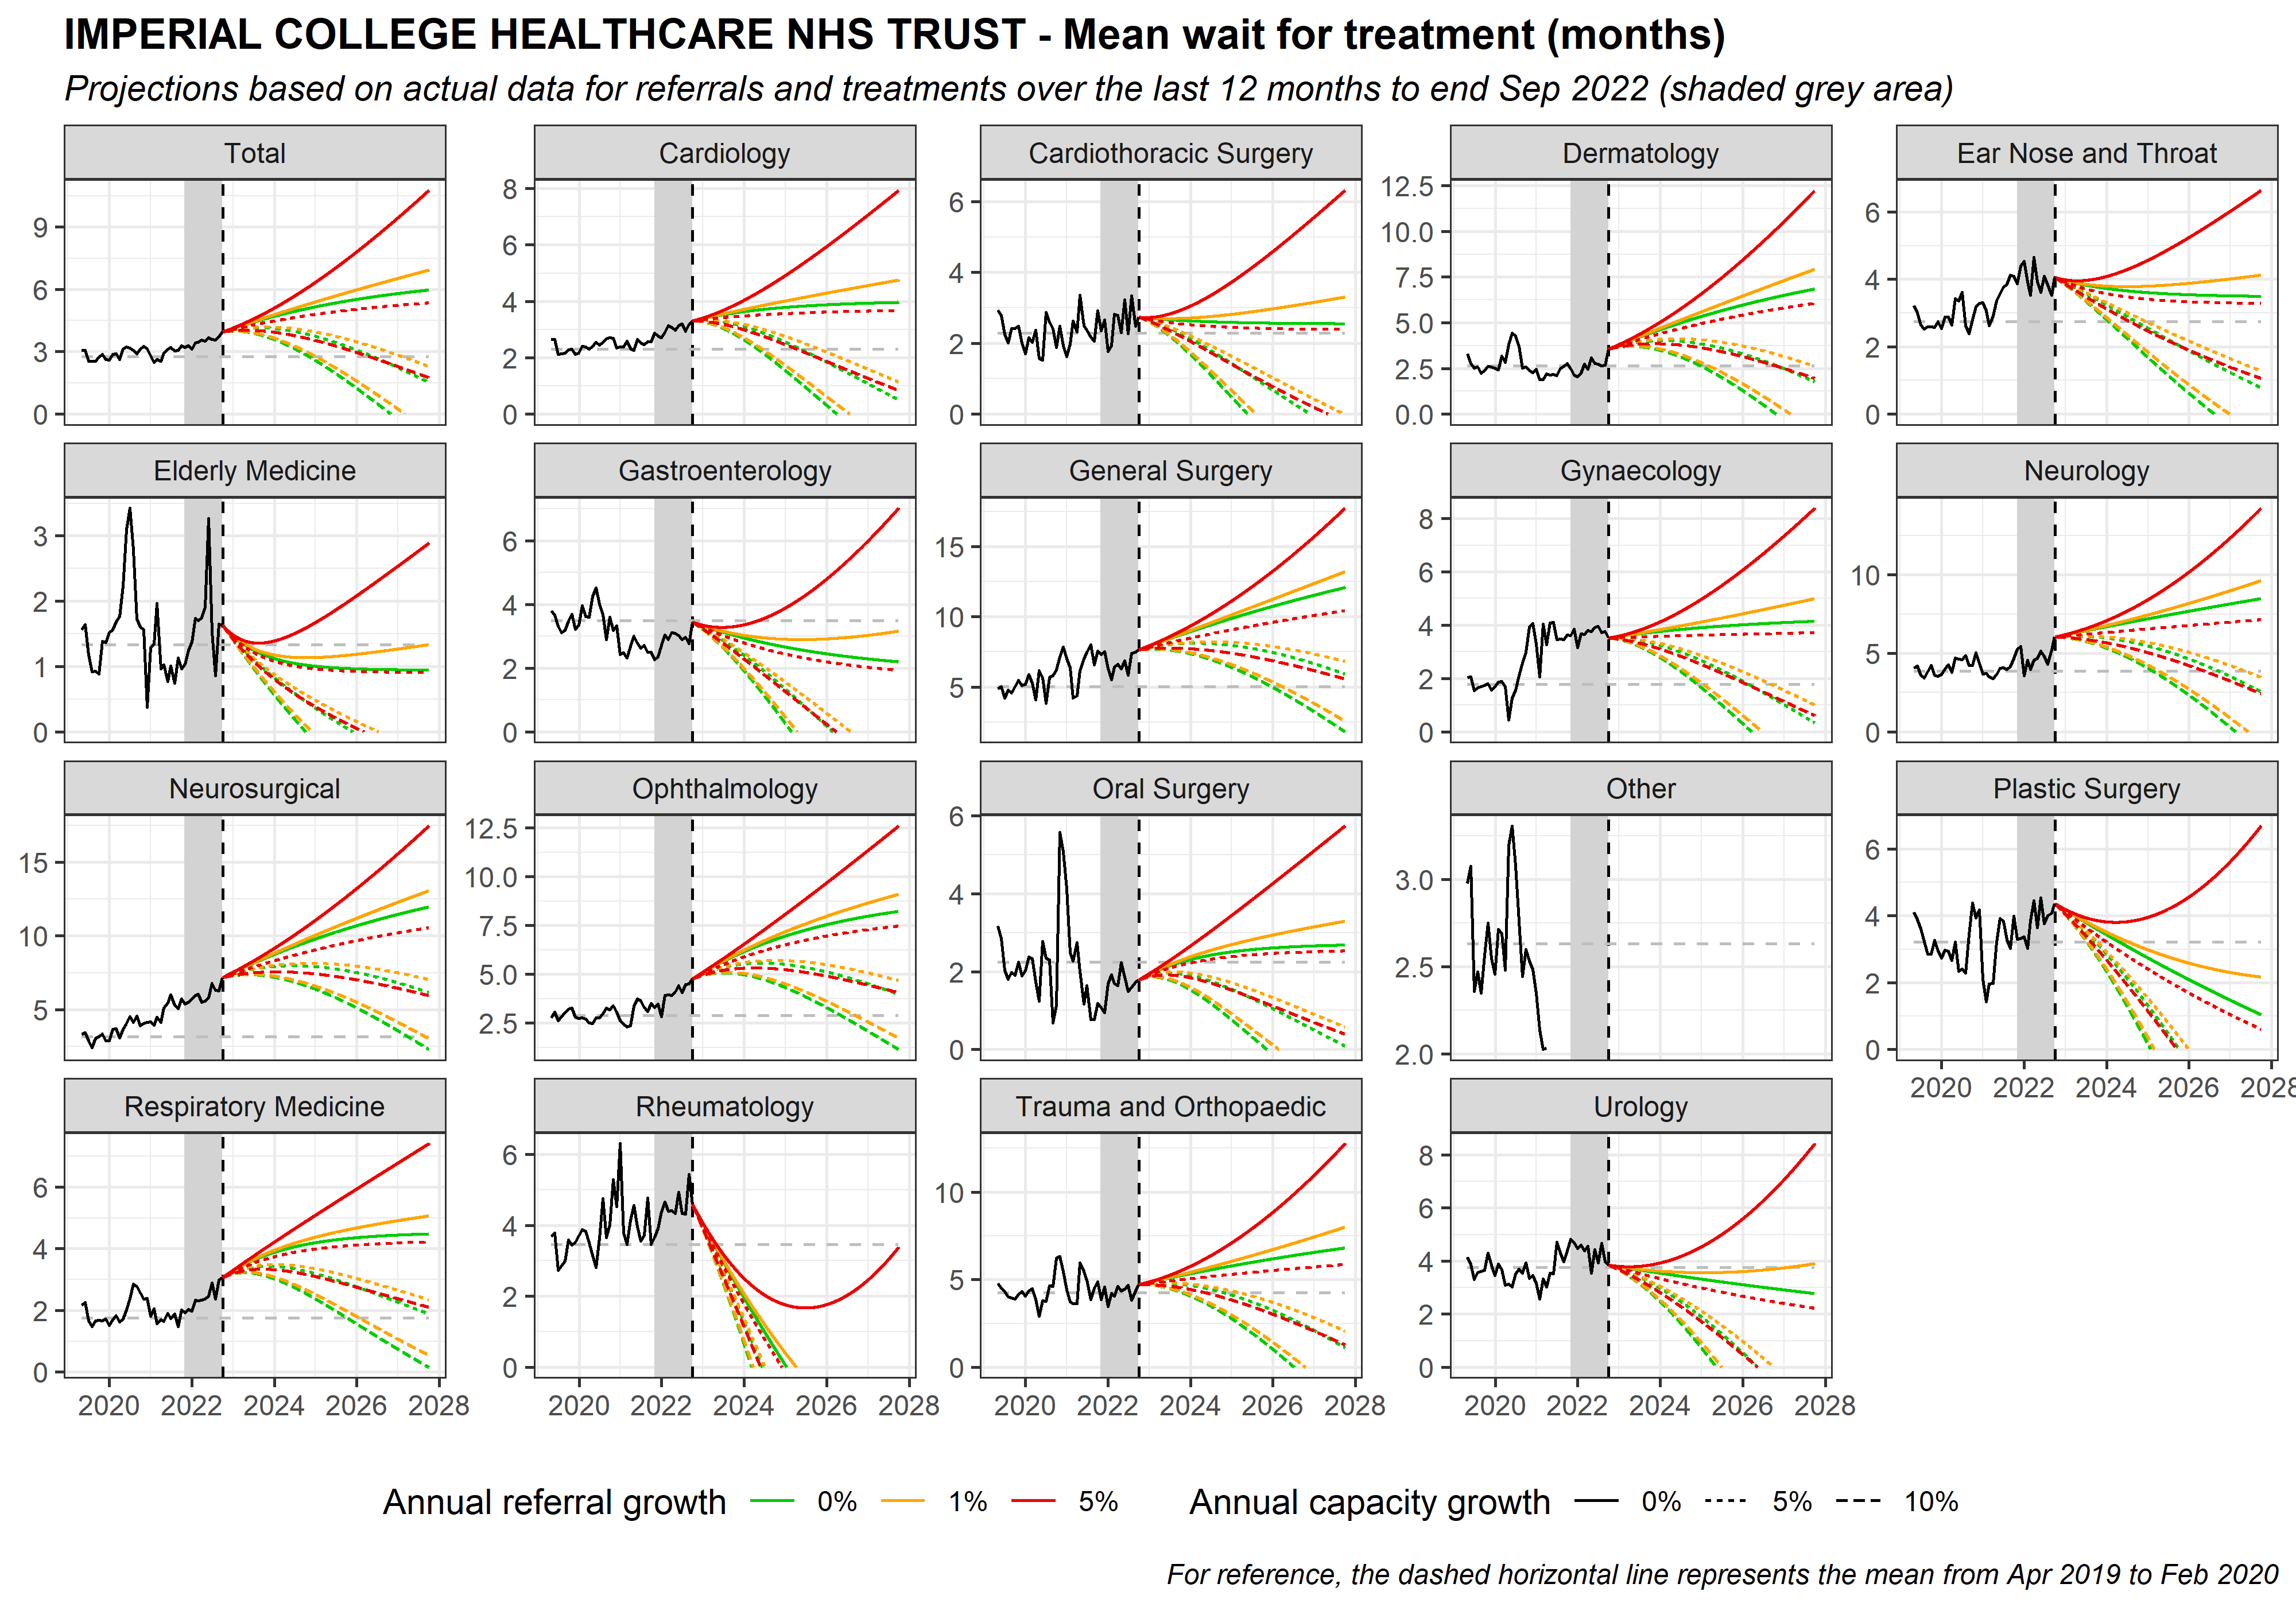 IMPERIAL COLLEGE HEALTHCARE NHS TRUST - Mean wait for treatment (months)
Projections based on actual data for referrals and treatments over the last 12 months to end Sep 2022 (shaded grey area)
Total Cardiology Cardiothoracic Surgery Dermatology Ear Nose and Throat
9 6 3 0
8 6 4 2 0
6 4 2 0
12.5 10.0 7.5 5.0 2.5 0.0
6 4 2 0
Elderly Medicine Gastroenterology General Surgery Gynaecology Neurology
3 2 1 0
6 4 2 0
15 10 5
8 6 4 2 0
10 5 0
Neurosurgical Ophthalmology Oral Surgery Other Plastic Surgery
15 10 5
12.5 10.0 7.5 5.0 2.5
6 4 2 0
3.0 2.5 2.0
6 4 2 0
2020 2022 2024 2026 2028
Respiratory Medicine Rheumatology Trauma and Orthopaedic Urology
6 4 2 0
6 4 2 0
10 5 0
8 6 4 2 0
2020 2022 2024 2026 2028 2020 2022 2024 2026 2028 2020 2022 2024 2026 2028 2020 2022 2024 2026 2028
Annual referral growth 0% 1% 5% Annual capacity growth 0% 5% 10%
For reference, the dashed horizontal line represents the mean from Apr 2019 to Feb 2020